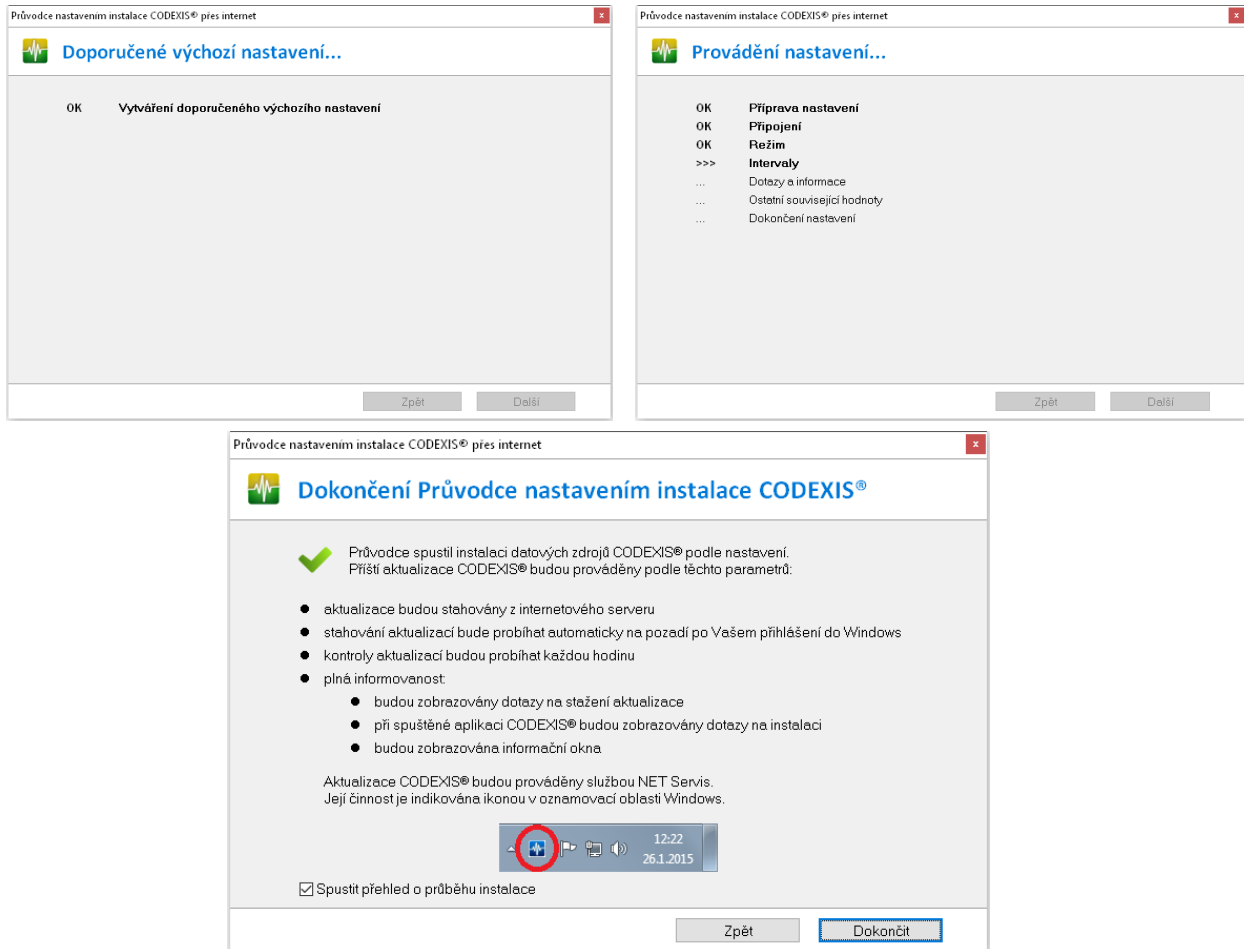 Průvodce nastavením instalace CODEXIS® přes internet
x
Doporučené výchozí nastavení...
OK Vytváření doporučeného výchozího nastavení
Zpět Další
Průvodce nastavením instalace CODEXIS® přes internet
x
Provádění nastavení...
OK Příprava nastavení
OK Připojení
OK Režim
>>> Intervaly
... Dotazy a informace
... Ostatní související hodnoty
... Dokončení nastavení
Zpět Další
Průvodce nastavením instalace CODEXIS® přes internet
x
Dokončení Průvodce nastavením instalace CODEXIS®
Průvodce spustil instalaci datových zdrojů CODEXIS® podle nastavení.
Příští aktualizace CODEXIS® budou prováděny podle těchto parametrů:
● aktualizace budou stahovány z internetového serveru
● stahování aktualizací bude probíhat automaticky na pozadí po Vašem přihlášení do Windows
● kontroly aktualizací budou probíhat každou hodinu
● plná informovanost:
● budou zobrazovány dotazy na stažení aktualizace
● při spuštěné aplikaci CODEXIS® budou zobrazovány dotazy na instalaci
● budou zobrazována informační okna
Aktualizace CODEXIS® budou prováděny službou NET Servis.
Její činnost je indikována ikonou v oznamovací oblasti Windows.
12:22
26.1.2015
Spustit přehled o průběhu instalace
Zpět Dokončit